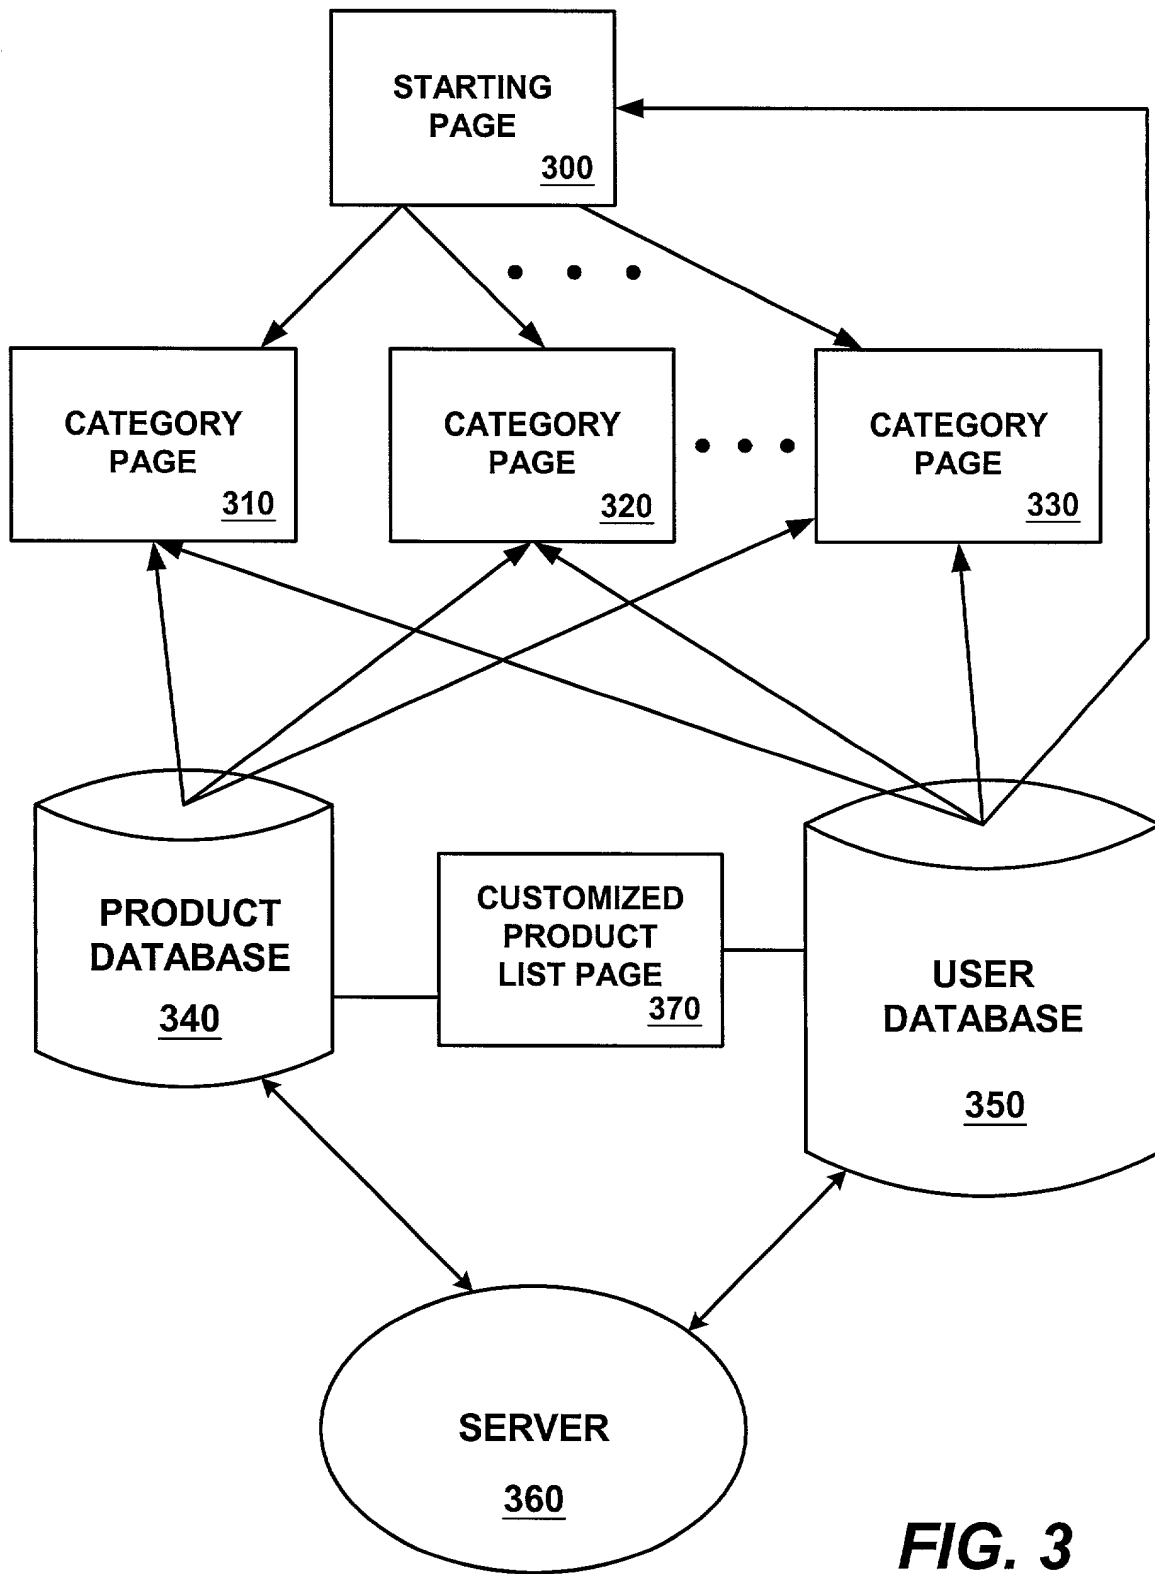 STARTING
PAGE
300
CATEGORY
PAGE
310
CATEGORY
PAGE
320
CATEGORY
PAGE
330
PRODUCT
DATABASE
340
CUSTOMIZED
PRODUCT
LIST PAGE
370
USER
DATABASE
350
SERVER
360
FIG. 3